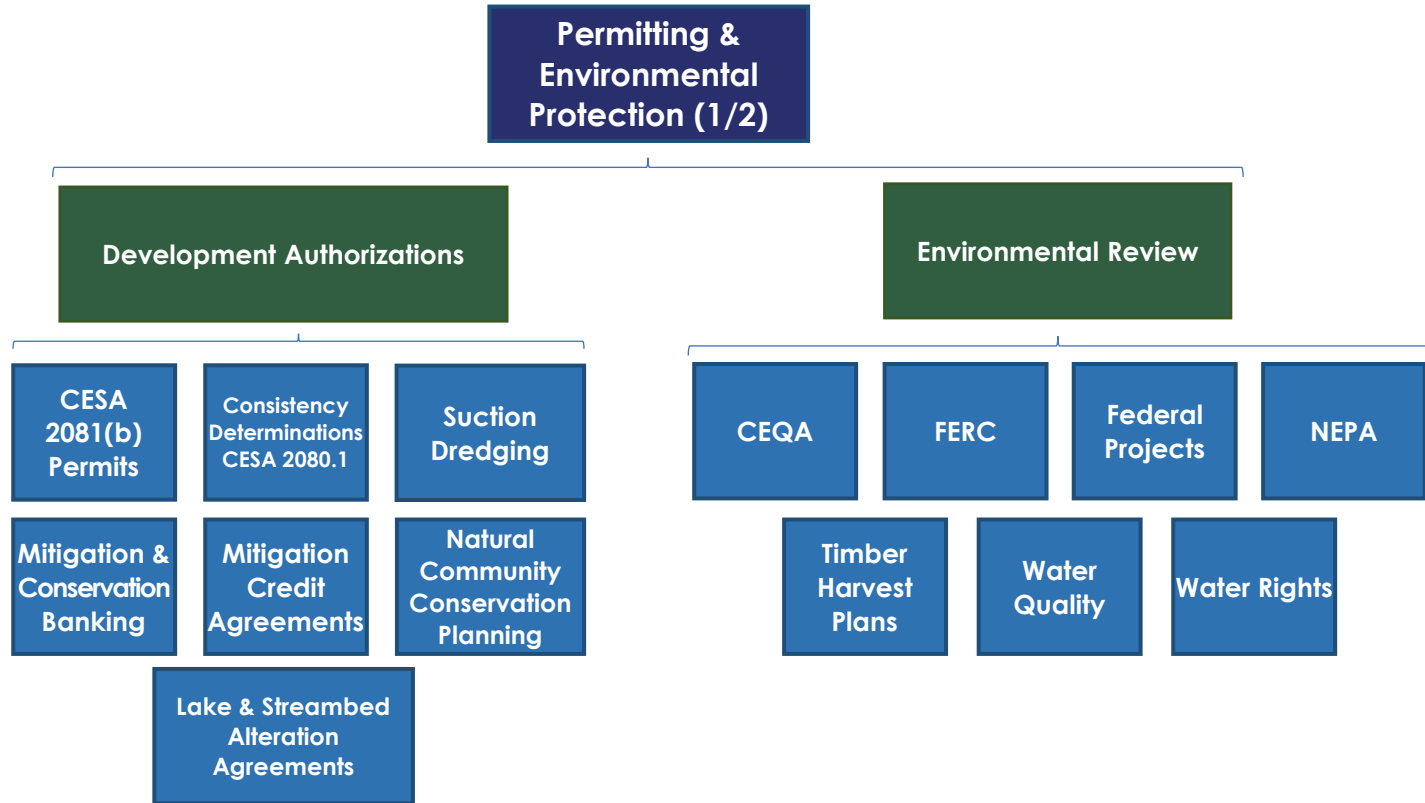 Permitting &
Environmental
Protection (1/2)
Development Authorizations
Environmental Review
CESA
2081(b)
Permits
Consistency
Determinations
CESA 2080.1
Suction
Dredging
CEQA
FERC
Federal
Projects
NEPA
Mitigation &
Conservation
Banking
Mitigation
Credit
Agreements
Natural
Community
Conservation
Planning
Timber
Harvest
Plans
Water
Quality
Water Rights
Lake & Streambed
Alteration
Agreements